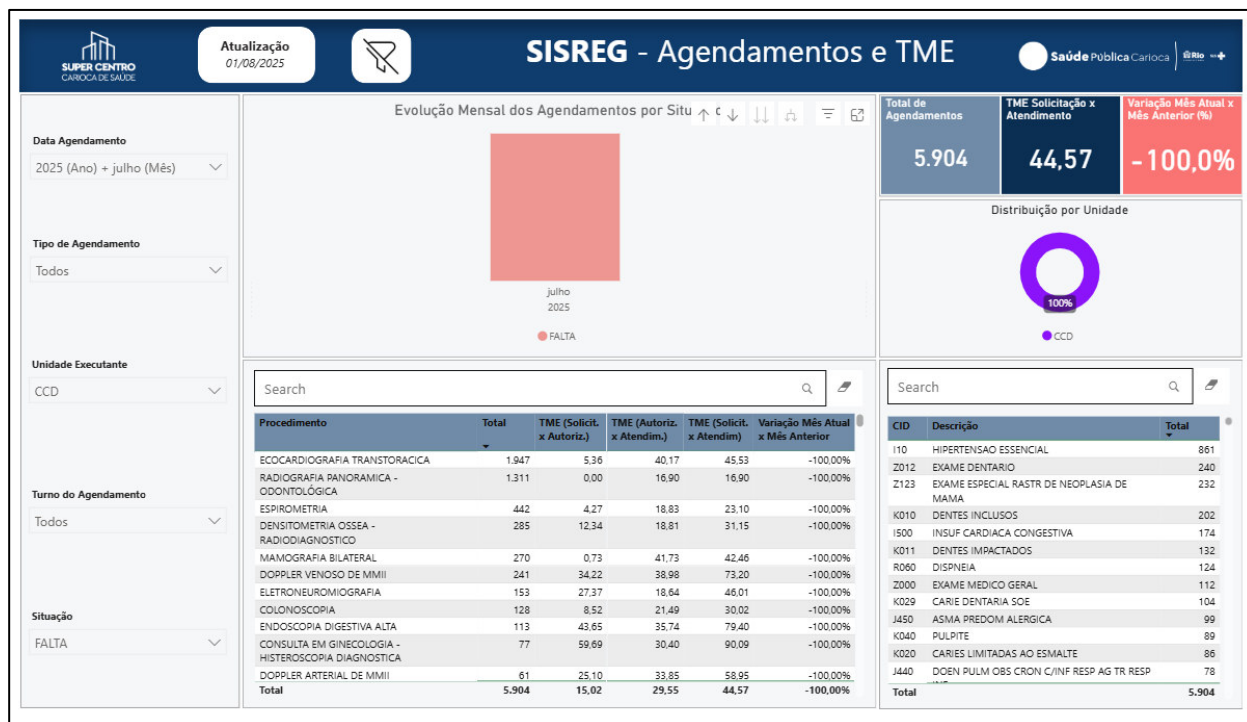 SUPER CENTRO
CARIOCA DE SAÚDE
Atualização
01/08/2025
SISREG - Agendamentos e TME
Saúde Pública Carioca
Rio
Data Agendamento
2025 (Ano) + julho (Mês)
Tipo de Agendamento
Todos
Unidade Executante
CCD
Turno do Agendamento
Todos
Situação
FALTA
Evolução Mensal dos Agendamentos por Situ
julho
2025
FALTA
Total de
Agendamentos
5.904
TME Solicitação x
Atendimento
44,57
Variação Mês Atual x
Mês Anterior (%)
-100,0%
Distribuição por Unidade
100%
CCD
Search
Procedimento Total TME (Solicit. x Autoriz.) TME (Autoriz. x Atendim.) TME (Solicit. x Atendim) Variação Mês Atual x Mês Anterior
ECOCARDIOGRAFIA TRANSTORACICA 1.947 5,36 40,17 45,53 -100,00%
RADIOGRAFIA PANORAMICA - 1.311 0,00 16,90 16,90 -100,00%
ODONTOLÓGICA
ESPIROMETRIA 442 4,27 18,83 23,10 -100,00%
DENSITOMETRIA OSSEA - 285 12,34 18,81 31,15 -100,00%
RADIODIAGNOSTICO
MAMOGRAFIA BILATERAL 270 0,73 41,73 42,46 -100,00%
DOPPLER VENOSO DE MMII 241 34,22 38,98 73,20 -100,00%
ELETRONEUROMIOGRAFIA 153 27,37 18,64 46,01 -100,00%
COLONOSCOPIA 128 8,52 21,49 30,02 -100,00%
ENDOSCOPIA DIGESTIVA ALTA 113 43,65 35,74 79,40 -100,00%
CONSULTA EM GINECOLOGIA - 77 59,69 30,40 90,09 -100,00%
HISTEROSCOPIA DIAGNOSTICA
DOPPLER ARTERIAL DE MMII 61 25,10 33,85 58,95 -100,00%
Total 5.904 15,02 29,55 44,57 -100,00%
Search
CID Descrição Total
I10 HIPERTENSAO ESSENCIAL 861
Z012 EXAME DENTARIO 240
Z123 EXAME ESPECIAL RASTR DE NEOPLASIA DE 232
MAMA
K010 DENTES INCLUSOS 202
I500 INSUF CARDIACA CONGESTIVA 174
K011 DENTES IMPACTADOS 132
R060 DISPNEIA 124
Z000 EXAME MEDICO GERAL 112
K029 CARIE DENTARIA SOE 104
J450 ASMA PREDOM ALERGICA 99
K040 PULPITE 89
K020 CARIES LIMITADAS AO ESMALTE 86
J440 DOEN PULM OBS CRON C/INF RESP AG TR RESP 78
Total 5.904